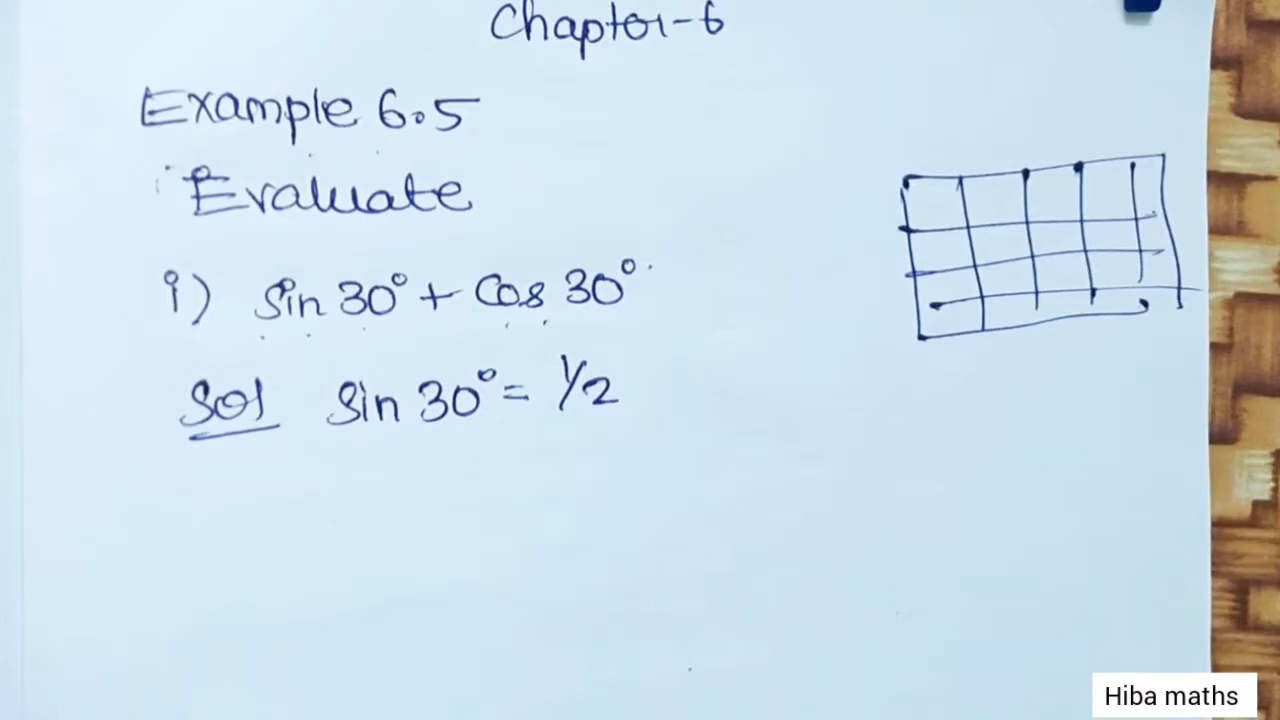 Chapter-6
Example 6.5
Evaluate
i) Sin 30° + Cos 30°
Sol Sin 30° = 1/2
Hiba maths